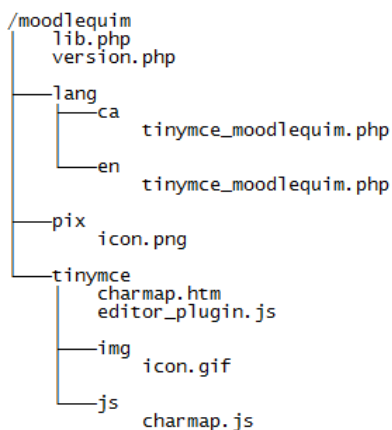 /moodlequim
lib.php
version.php
lang
ca
tinymce_moodlequim.php
en
tinymce_moodlequim.php
pix
icon.png
tinymce
charmap.htm
editor_plugin.js
img
icon.gif
js
charmap.js